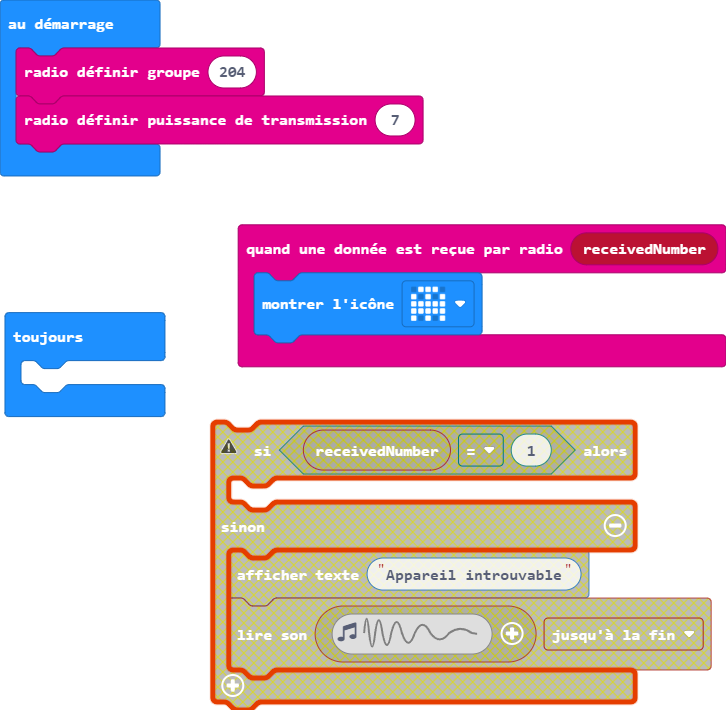 au démarrage
radio définir groupe 204
radio définir puissance de transmission 7
quand une donnée est reçue par radio receivedNumber
montrer l'icône
toujours
si receivedNumber = 1 alors
sinon
afficher texte "Appareil introuvable"
lire son jusqu'à la fin